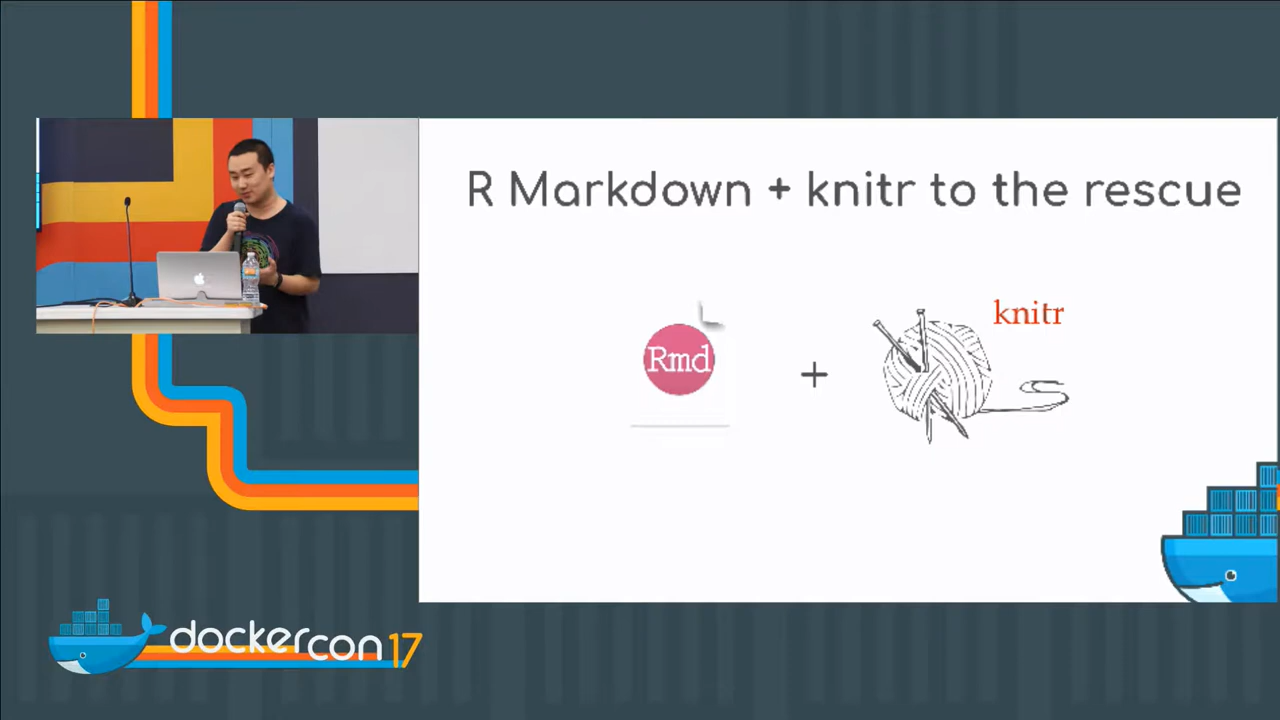 R Markdown + knitr to the rescue
Rmd
+
knitr
dockercon 17